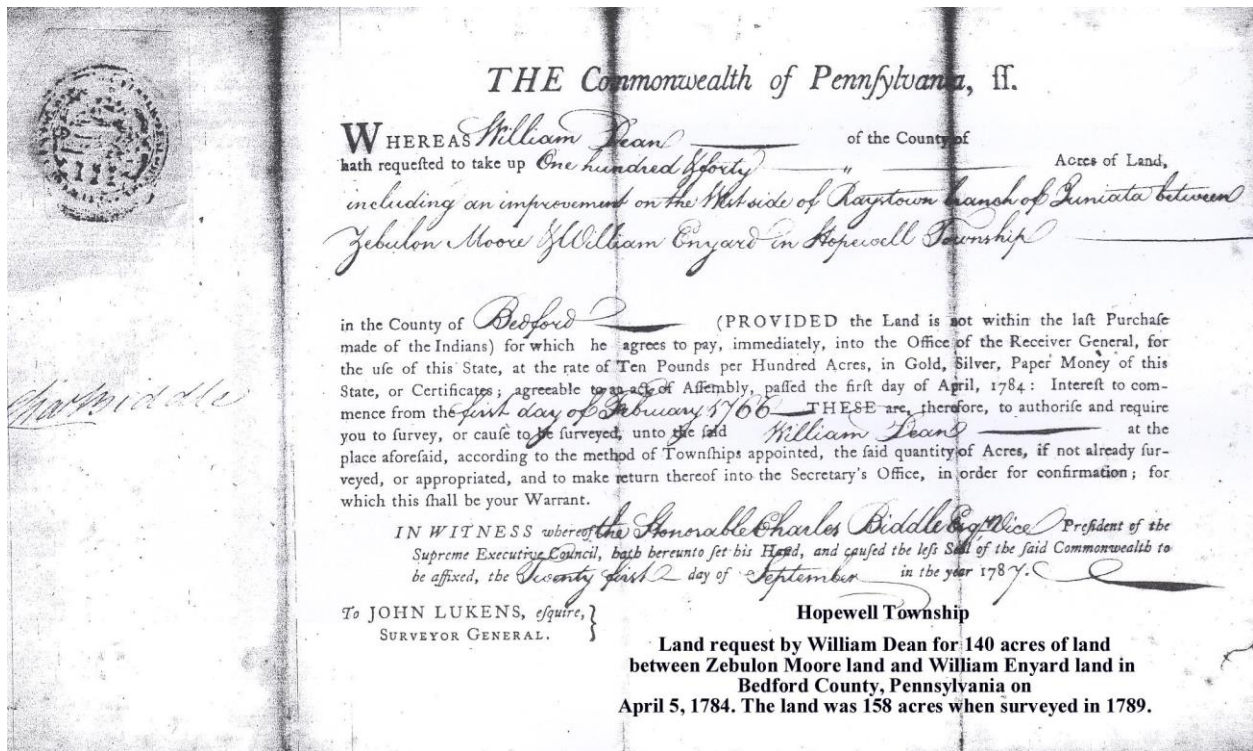 THE Commonwealth of Pennſylvania, ſſ.
WHEREAS William Dean of the County of
hath requeſted to take up One hundred & forty " Acres of Land,
including an improvement on the West side of Raystown branch of Juniata between
Zebulon Moore & William Enyard in Hopewell Township
in the County of Bedford (PROVIDED the Land is not within the laſt Purchaſe
made of the Indians) for which he agrees to pay, immediately, into the Office of the Receiver General, for
the uſe of this State, at the rate of Ten Pounds per Hundred Acres, in Gold, Silver, Paper Money of this
State, or Certificates; agreeable to an act of Aſſembly, paſſed the firſt day of April, 1784: Intereſt to com-
mence from the first day of February 1766 THESE are, therefore, to authoriſe and require
you to ſurvey, or cauſe to be ſurveyed, unto the ſaid William Dean at the
place aforeſaid, according to the method of Townſhips appointed, the ſaid quantity of Acres, if not already ſur-
veyed, or appropriated, and to make return thereof into the Secretary's Office, in order for confirmation; for
which this ſhall be your Warrant.
Cha Biddle
IN WITNESS whereof the Honorable Charles Biddle Esqr. Vice Preſident of the
Supreme Executive Council, hath hereunto ſet his Hand, and cauſed the leſs Seal of the ſaid Commonwealth to
be affixed, the Twenty first day of September in the year 1787.
To JOHN LUKENS, eſquire, }
SURVEYOR GENERAL.
Hopewell Township
Land request by William Dean for 140 acres of land
between Zebulon Moore land and William Enyard land in
Bedford County, Pennsylvania on
April 5, 1784. The land was 158 acres when surveyed in 1789.